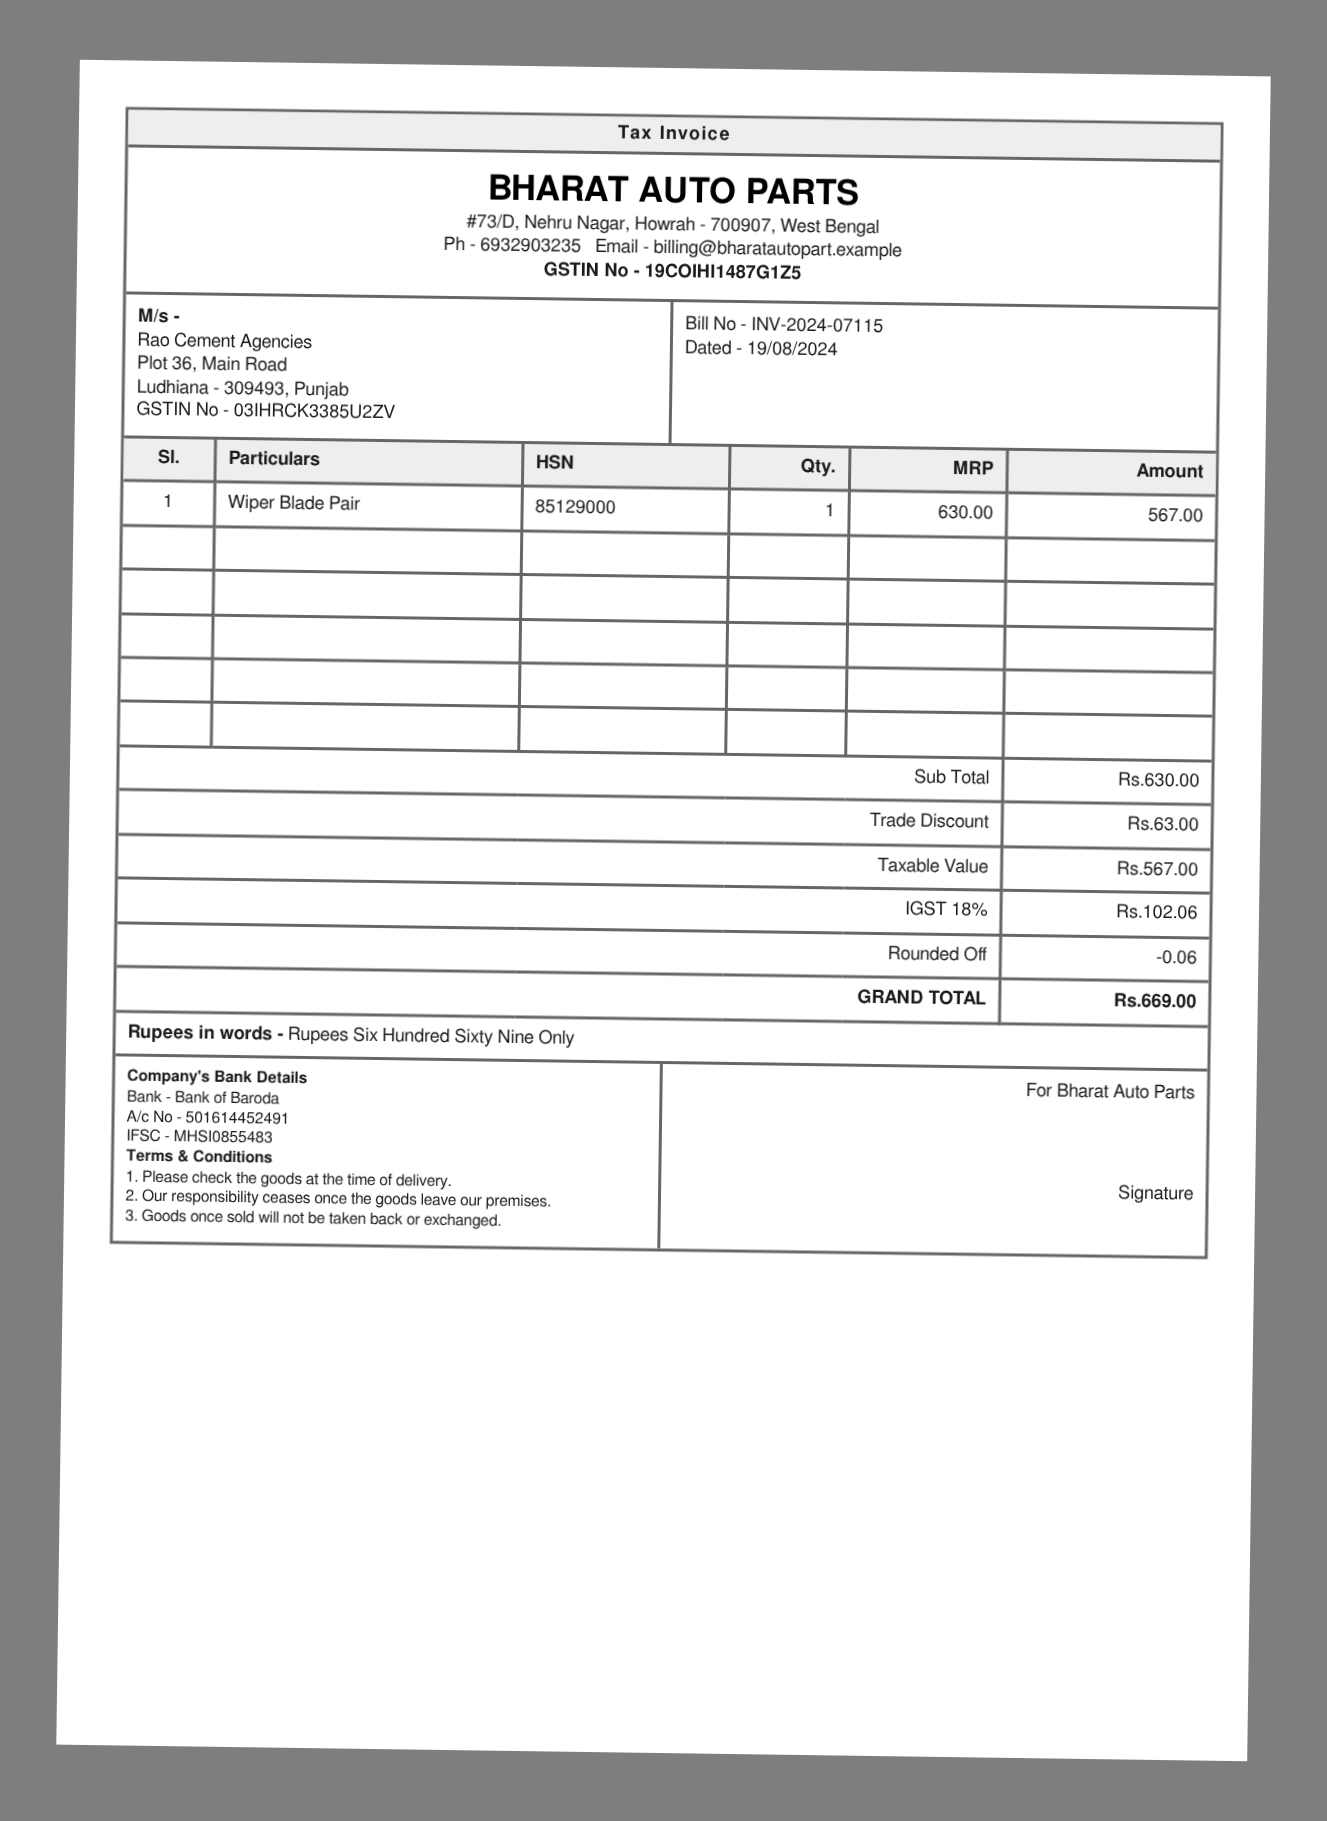 Tax Invoice
BHARAT AUTO PARTS
#73/D, Nehru Nagar, Howrah - 700907, West Bengal
Ph - 6932903235 Email - billing@bharatautopart.example
GSTIN No - 19COIHI1487G1Z5
M/s -
Rao Cement Agencies
Plot 36, Main Road
Ludhiana - 309493, Punjab
GSTIN No - 03IHRCK3385U2ZV
Bill No - INV-2024-07115
Dated - 19/08/2024
Sl. Particulars HSN Qty. MRP Amount
1 Wiper Blade Pair 85129000 1 630.00 567.00
Sub Total Rs.630.00
Trade Discount Rs.63.00
Taxable Value Rs.567.00
IGST 18% Rs.102.06
Rounded Off -0.06
GRAND TOTAL Rs.669.00
Rupees in words - Rupees Six Hundred Sixty Nine Only
Company's Bank Details
Bank - Bank of Baroda
A/c No - 501614452491
IFSC - MHSI0855483
Terms & Conditions
1. Please check the goods at the time of delivery.
2. Our responsibility ceases once the goods leave our premises.
3. Goods once sold will not be taken back or exchanged.
For Bharat Auto Parts
Signature